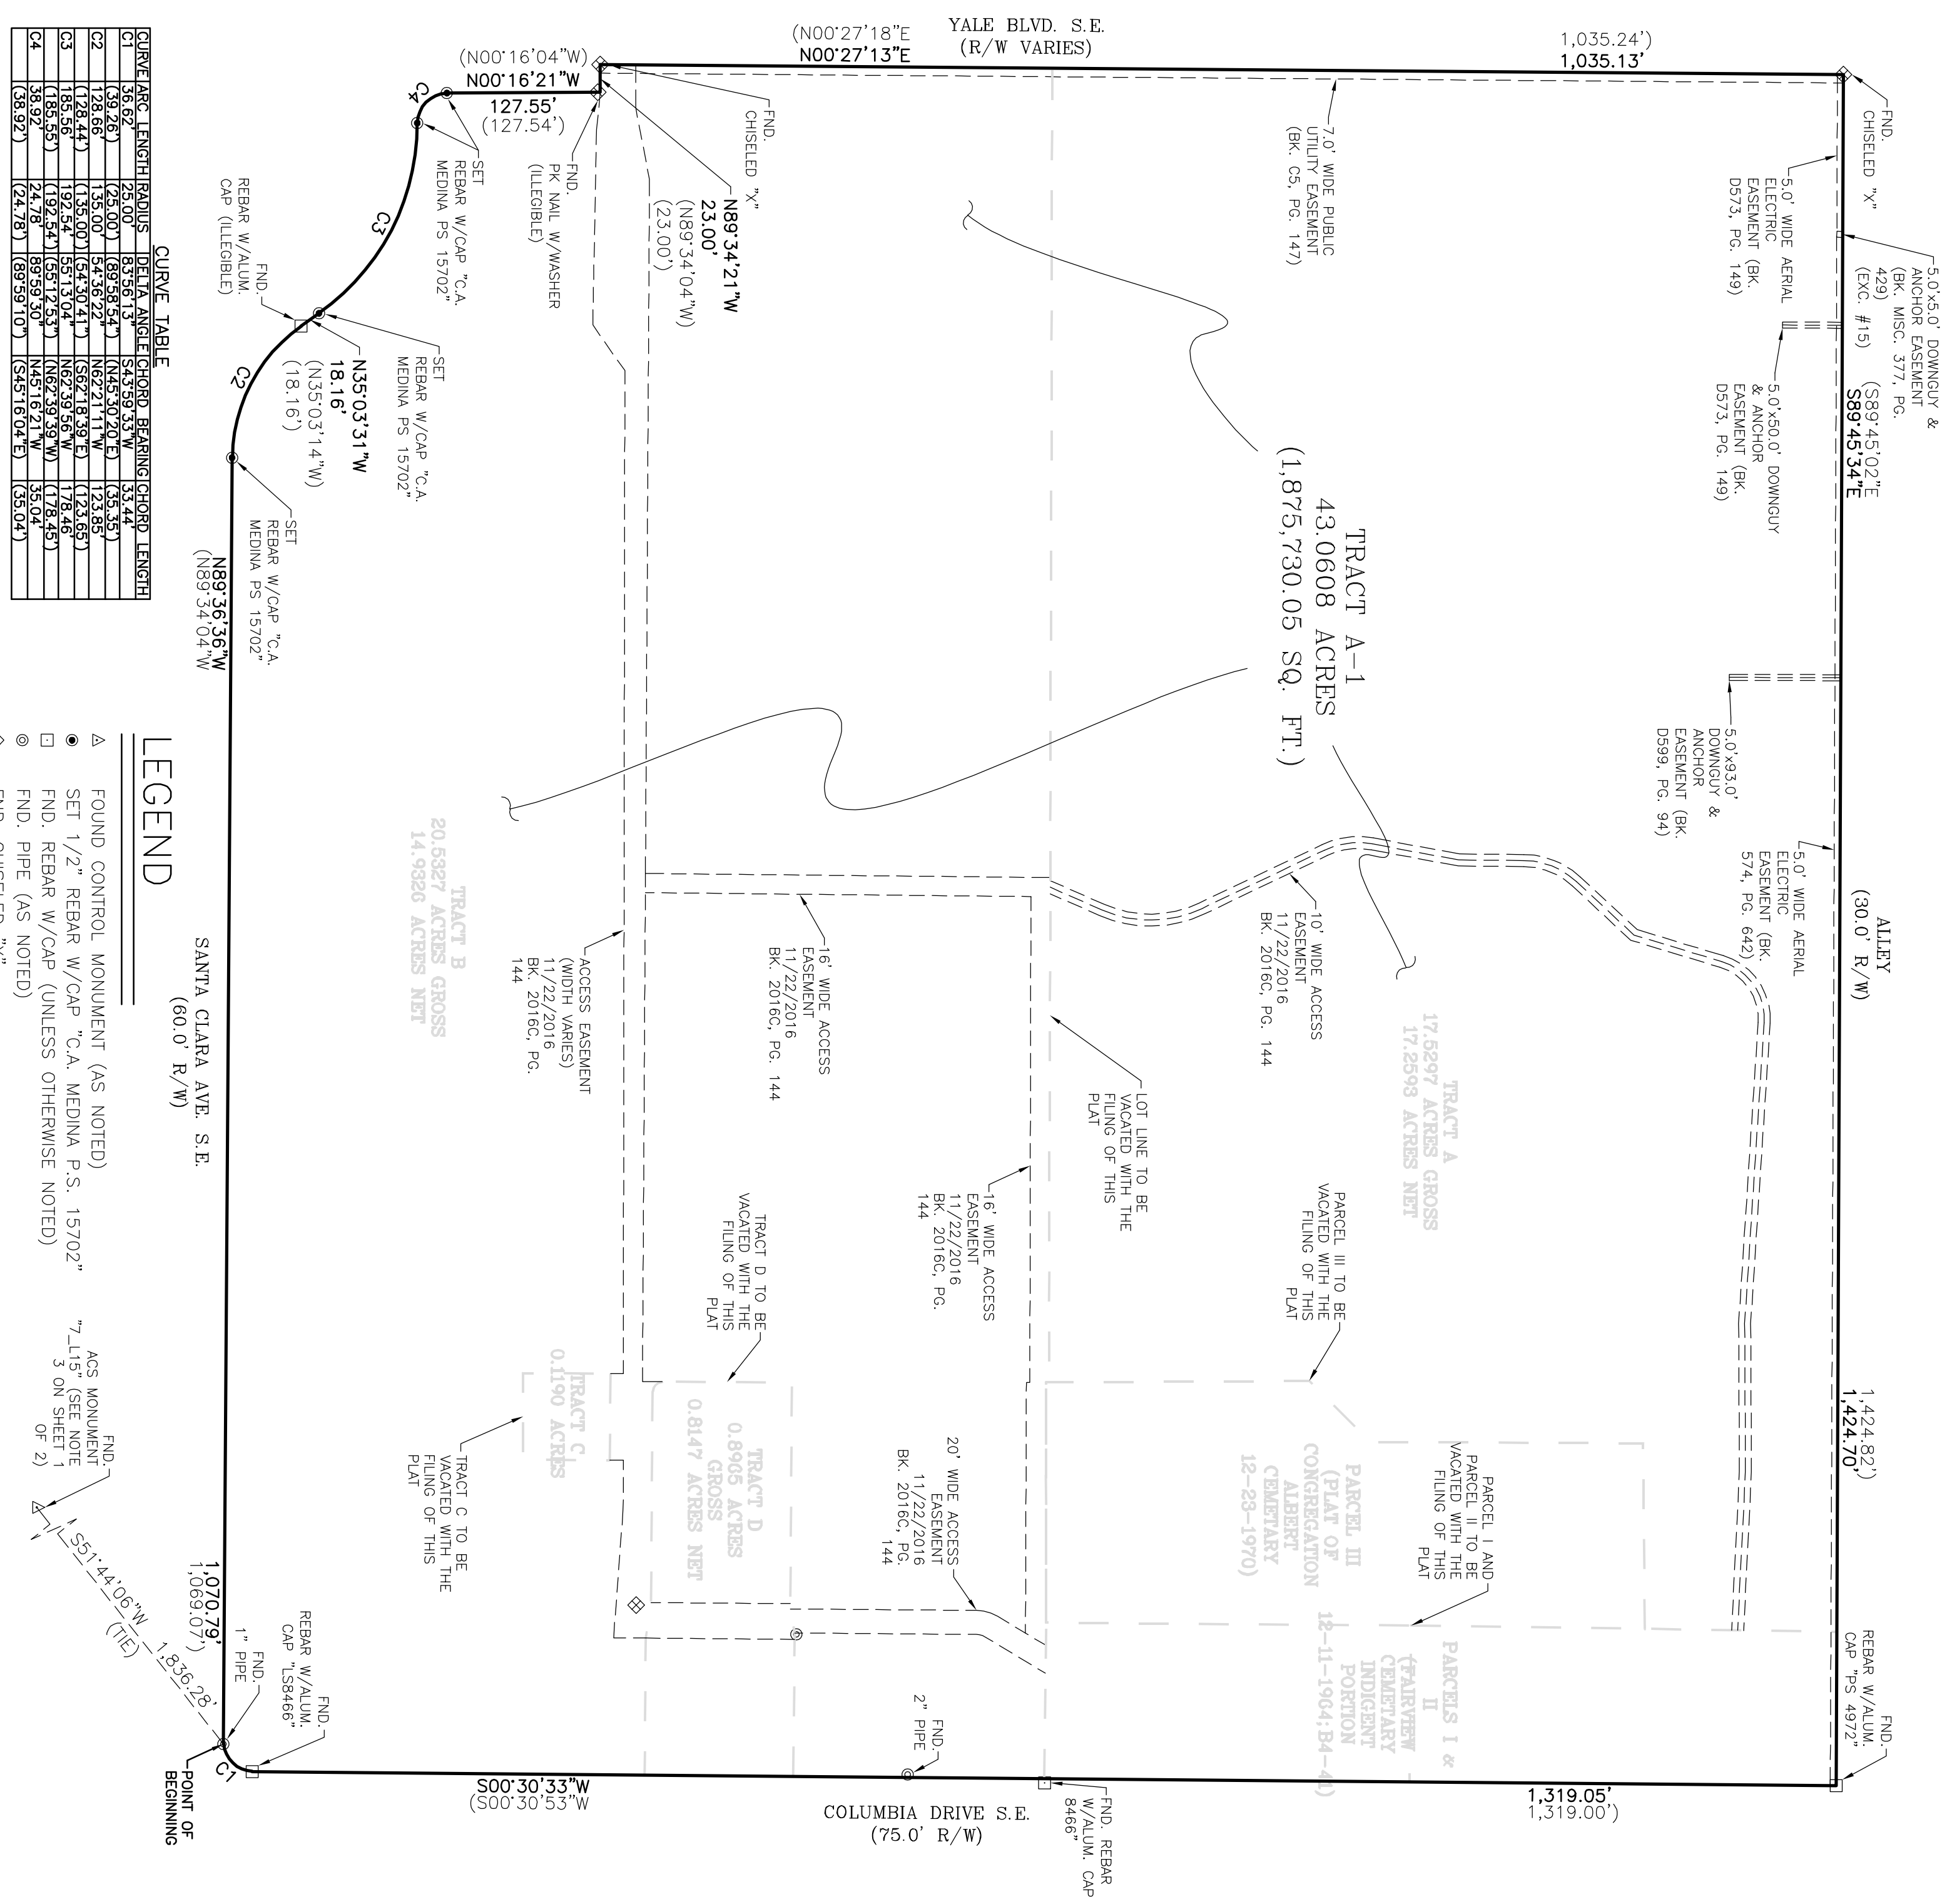 YALE BLVD. S.E.
(R/W VARIES)
(N00°27'18"E
N00°27'13"E
1,035.24')
1,035.13'
(N00°16'04"W)
N00°16'21"W
127.55'
(127.54')
FND.
CHISELED "X"
5.0'x5.0' DOWNGUY &
ANCHOR EASEMENT
(BK. MISC. 377, PG.
429)
(EXC. #15)
5.0' WIDE AERIAL
ELECTRIC
EASEMENT (BK.
D573, PG. 149)
(S89°45'02"E
S89°45'34"E
5.0'x50.0' DOWNGUY
& ANCHOR
EASEMENT (BK.
D573, PG. 149)
5.0'x93.0'
DOWNGUY &
ANCHOR
EASEMENT (BK.
D599, PG. 94)
5.0' WIDE AERIAL
ELECTRIC
EASEMENT (BK.
574, PG. 642)
ALLEY
(30.0' R/W)
1,424.82')
1,424.70'
FND.
REBAR W/ALUM.
CAP "PS 4972"
7.0' WIDE PUBLIC
UTILITY EASEMENT
(BK. C5, PG. 147)
FND.
CHISELED "X"
N89°34'21"W
23.00'
(N89°34'04"W)
(23.00')
FND.
PK NAIL W/WASHER
(ILLEGIBLE)
SET
REBAR W/CAP "C.A.
MEDINA PS 15702"
C4
C3
SET
REBAR W/CAP "C.A.
MEDINA PS 15702"
N35°03'31"W
18.16'
(N35°03'14"W)
(18.16')
FND.
REBAR W/ALUM.
CAP (ILLEGIBLE)
C2
SET
REBAR W/CAP "C.A.
MEDINA PS 15702"
TRACT A-1
43.0608 ACRES
(1,875,730.05 SQ. FT.)
10' WIDE ACCESS
EASEMENT
11/22/2016
BK. 2016C, PG. 144
16' WIDE ACCESS
EASEMENT
11/22/2016
BK. 2016C, PG. 144
ACCESS EASEMENT
(WIDTH VARIES)
11/22/2016
BK. 2016C, PG.
144
TRACT B
20.5327 ACRES GROSS
14.9326 ACRES NET
TRACT A
17.5297 ACRES GROSS
17.2593 ACRES NET
LOT LINE TO BE
VACATED WITH THE
FILING OF THIS
PLAT
16' WIDE ACCESS
EASEMENT
11/22/2016
BK. 2016C, PG.
144
PARCEL III TO BE
VACATED WITH THE
FILING OF THIS
PLAT
TRACT D TO BE
VACATED WITH THE
FILING OF THIS
PLAT
TRACT C
0.1190 ACRES
TRACT D
0.8965 ACRES
GROSS
0.8147 ACRES NET
TRACT C TO BE
VACATED WITH THE
FILING OF THIS
PLAT
20' WIDE ACCESS
EASEMENT
11/22/2016
BK. 2016C, PG.
144
PARCEL III
(PLAT OF
CONGREGATION
ALBERT
CEMETARY
12-23-1970)
PARCEL I AND
PARCEL II TO BE
VACATED WITH THE
FILING OF THIS
PLAT
PARCELS I &
II
(FAIRVIEW
CEMETARY
INDIGENT
PORTION
12-11-1964;B4-41)
FND.
2" PIPE
FND. REBAR
W/ALUM. CAP
8466"
COLUMBIA DRIVE S.E.
(75.0' R/W)
S00°30'33"W
(S00°30'53"W
1,319.05'
1,319.00')
FND.
REBAR W/ALUM.
CAP "LS8466"
FND.
1" PIPE
C1
POINT OF
BEGINNING
N89°36'36"W
(N89°34'04"W
SANTA CLARA AVE. S.E.
(60.0' R/W)
1,070.79'
1,069.07')
S51°44'06"W 1,836.28'
(TIE)
FND.
ACS MONUMENT
"7_L15" (SEE NOTE
3 ON SHEET 1
OF 2)
CURVE TABLE
CURVE ARC LENGTH RADIUS DELTA ANGLE CHORD BEARING CHORD LENGTH
C1 36.62' 25.00' 83°56'13" S43°59'33"W 33.44'
(39.26') (25.00') (89°58'54") (N45°30'20"E) (35.35')
C2 128.66' 135.00' 54°36'22" N62°21'11"W 123.85'
(128.44') (135.00') (54°30'41") (S62°18'39"E) (123.65')
C3 185.56' 192.54' 55°13'04" N62°39'56"W 178.46'
(185.55') (192.54') (55°12'53") (N62°39'39"W) (178.45')
C4 38.92' 24.78' 89°59'30" N45°16'21"W 35.04'
(38.92') (24.78') (89°59'10") (S45°16'04"E) (35.04')
LEGEND
FOUND CONTROL MONUMENT (AS NOTED)
SET 1/2" REBAR W/CAP "C.A. MEDINA P.S. 15702"
FND. REBAR W/CAP (UNLESS OTHERWISE NOTED)
FND. PIPE (AS NOTED)
FND. CHISELED "X"